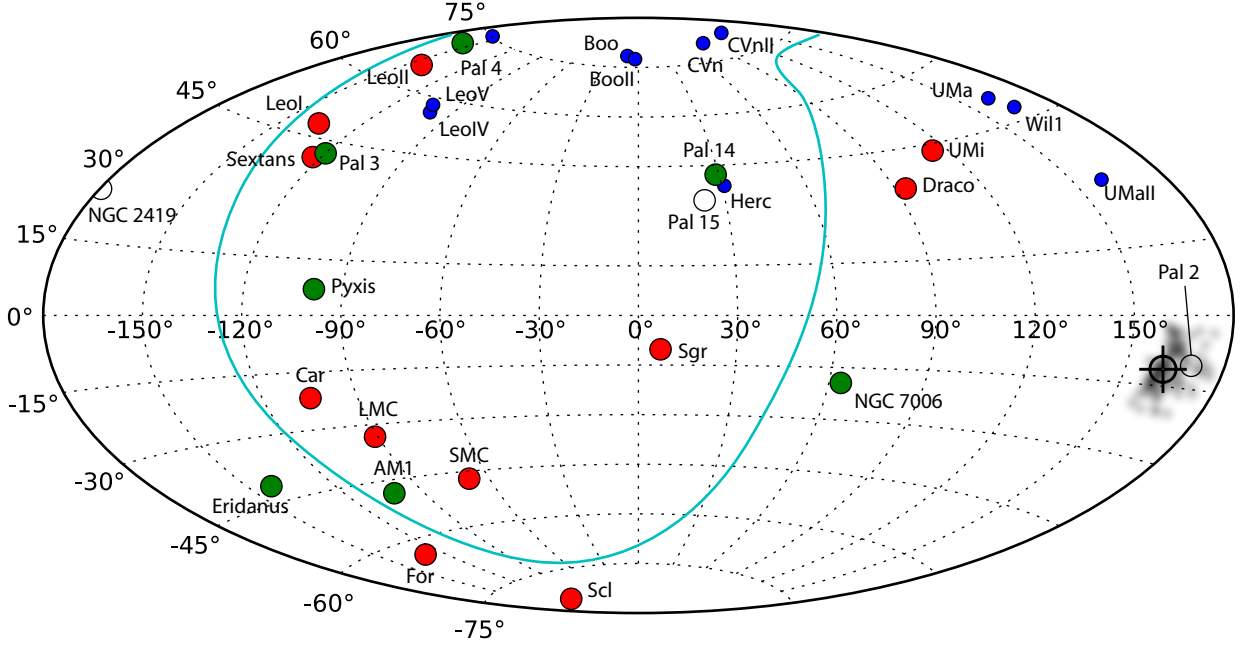 75°
60°
Boo
CVnII
LeoII
Pal 4
BooII
CVn
45°
LeoV
UMa
LeoI
LeoIV
Wil1
30°
Sextans
Pal 3
Pal 14
UMi
Draco
UMaII
NGC 2419
Herc
Pal 15
15°
Pal 2
Pyxis
0°
-150°
-120°
-90°
-60°
-30°
0°
30°
60°
90°
120°
150°
Sgr
Car
-15°
NGC 7006
LMC
SMC
AM1
-30°
Eridanus
-45°
For
Scl
-60°
-75°